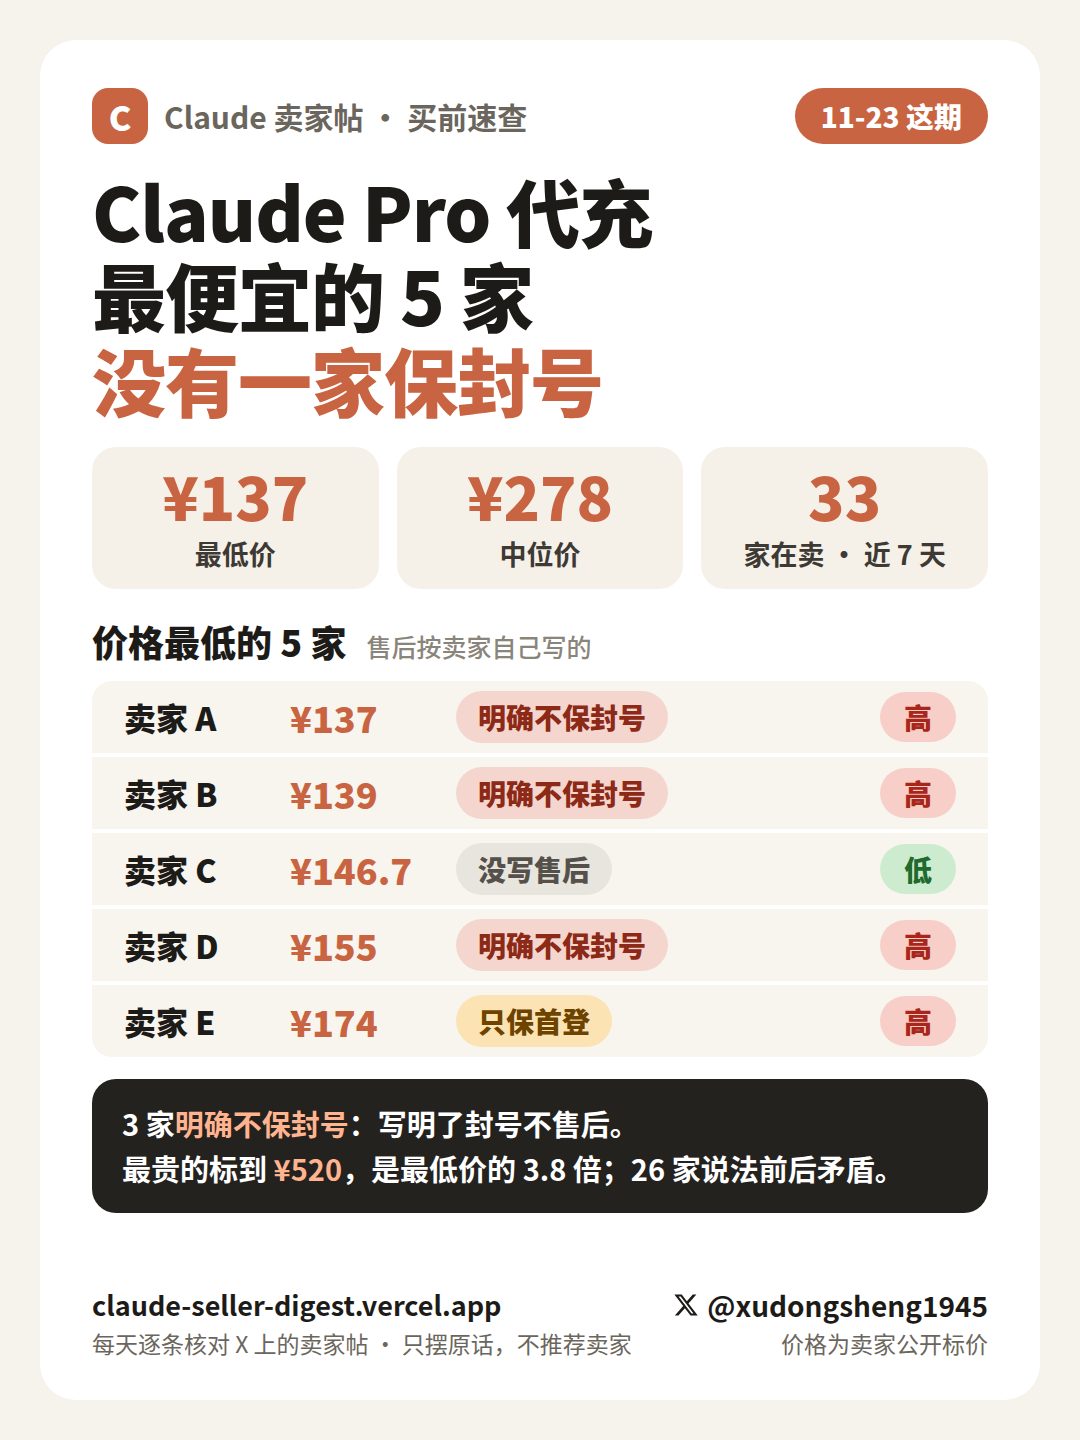 C Claude 卖家帖 · 买前速查
11-23 这期
Claude Pro 代充
最便宜的 5 家
没有一家保封号
¥137
最低价
¥278
中位价
33
家在卖 · 近 7 天
价格最低的 5 家 售后按卖家自己写的
卖家 A ¥137 明确不保封号 高
卖家 B ¥139 明确不保封号 高
卖家 C ¥146.7 没写售后 低
卖家 D ¥155 明确不保封号 高
卖家 E ¥174 只保首登 高
3 家明确不保封号：写明了封号不售后。
最贵的标到 ¥520，是最低价的 3.8 倍；26 家说法前后矛盾。
claude-seller-digest.vercel.app
每天逐条核对 X 上的卖家帖 · 只摆原话，不推荐卖家
X @xudongsheng1945
价格为卖家公开标价